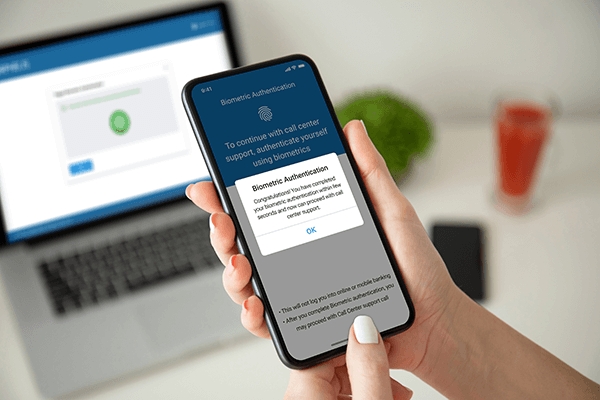 9:41
Biometric Authentication
To continue with call center
support, authenticate yourself
using biometrics
Biometric Authentication
Congratulations! You have completed
your biometric authentication within few
seconds and now can proceed with call
center support.
OK
• This will not log you into online or mobile banking
• After you complete Biometric authentication, you
may proceed with Call Center support call